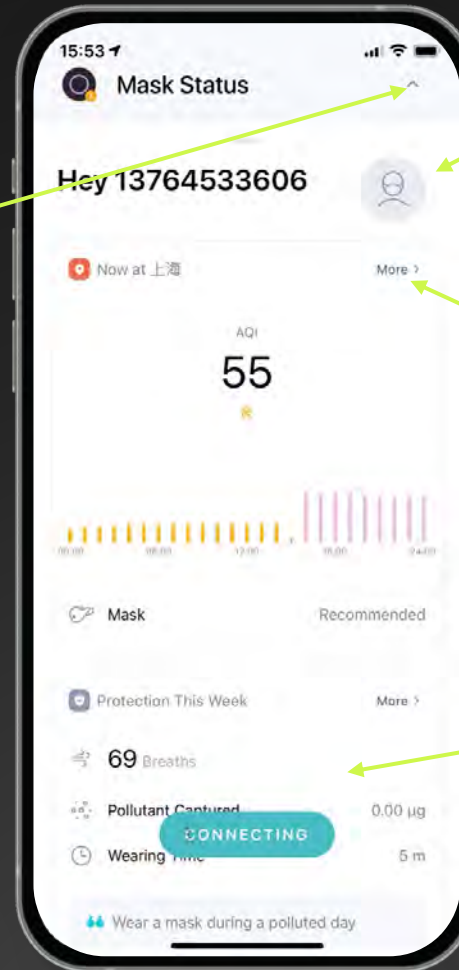 15:53
Mask Status
Hey 13764533606
Now at 上海
More >
AQI
55
良
00:00 06:00 12:00 18:00 24:00
Mask Recommended
Protection This Week
More >
69 Breaths
Pollutant Captured 0.00 μg
CONNECTING
Wearing Time 5 m
Wear a mask during a polluted day